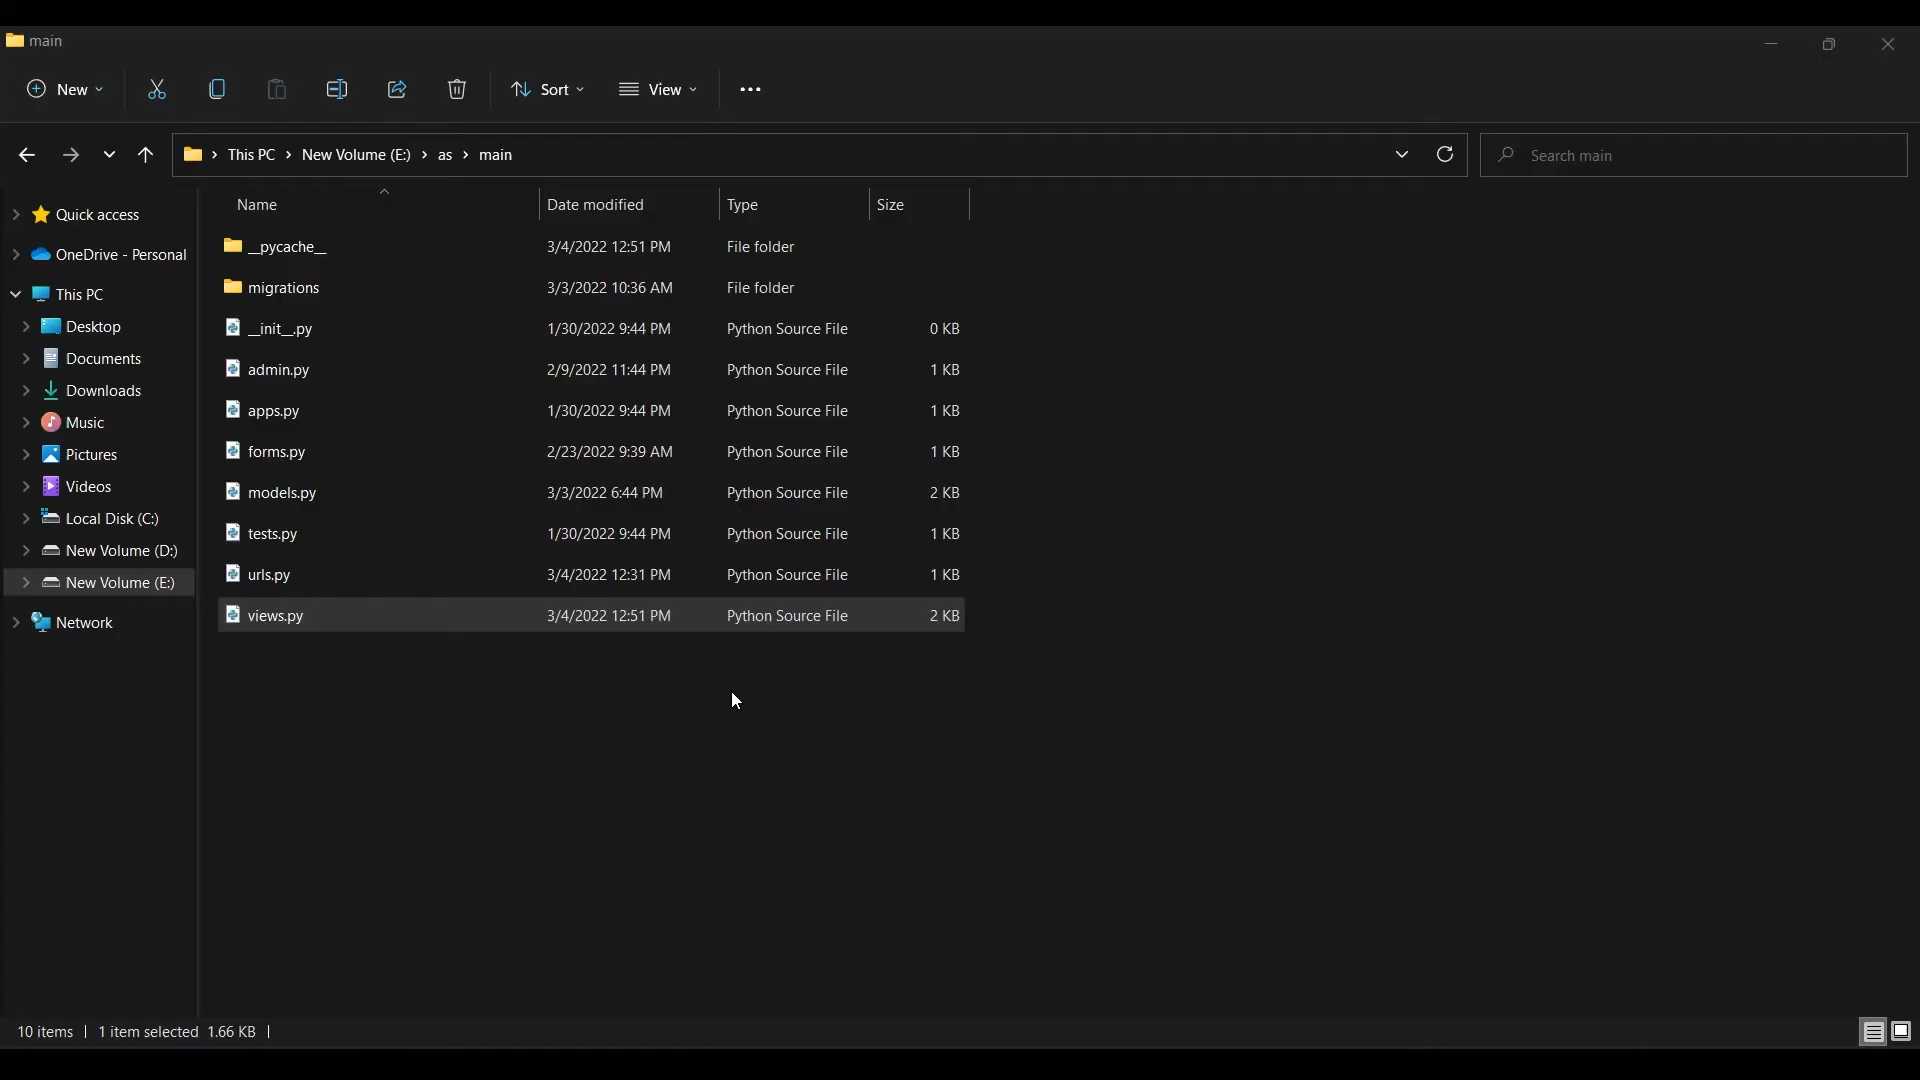 main
New Sort View
This PC New Volume (E:) as main Search main
Name Date modified Type Size
Quick access
OneDrive - Personal
This PC
Desktop
Documents
Downloads
Music
Pictures
Videos
Local Disk (C:)
New Volume (D:)
New Volume (E:)
Network
__pycache__ 3/4/2022 12:51 PM File folder
migrations 3/3/2022 10:36 AM File folder
__init__.py 1/30/2022 9:44 PM Python Source File 0 KB
admin.py 2/9/2022 11:44 PM Python Source File 1 KB
apps.py 1/30/2022 9:44 PM Python Source File 1 KB
forms.py 2/23/2022 9:39 AM Python Source File 1 KB
models.py 3/3/2022 6:44 PM Python Source File 2 KB
tests.py 1/30/2022 9:44 PM Python Source File 1 KB
urls.py 3/4/2022 12:31 PM Python Source File 1 KB
views.py 3/4/2022 12:51 PM Python Source File 2 KB
10 items 1 item selected 1.66 KB